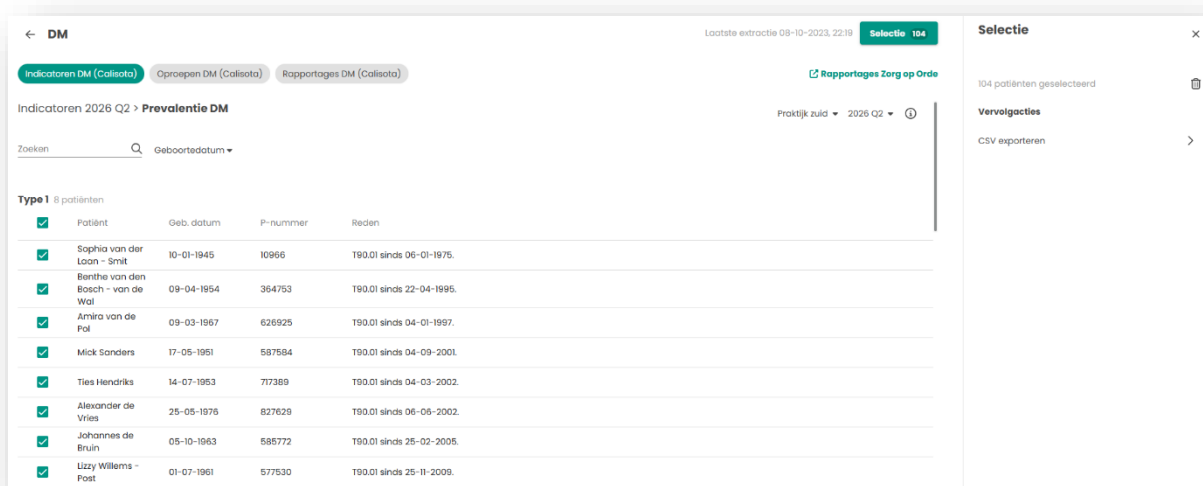 DM
Laatste extractie 08-10-2023, 22:19
Selectie 104
Indicatoren DM (Calisota)
Oproepen DM (Calisota)
Rapportages DM (Calisota)
Rapportages Zorg op Orde
Indicatoren 2026 Q2 > Prevalentie DM
Praktijk zuid
2026 Q2
Zoeken
Geboortedatum
Type 1 8 patiënten
Patiënt Geb. datum P-nummer Reden
Sophia van der
Laan - Smit 10-01-1945 10966 T90.01 sinds 06-01-1975.
Benthe van den
Bosch - van de 09-04-1954 364753 T90.01 sinds 22-04-1995.
Wal
Amira van de
Pol 09-03-1967 626925 T90.01 sinds 04-01-1997.
Mick Sanders 17-05-1951 587584 T90.01 sinds 04-09-2001.
Ties Hendriks 14-07-1953 717389 T90.01 sinds 04-03-2002.
Alexander de
Vries 25-05-1976 827629 T90.01 sinds 06-06-2002.
Johannes de
Bruin 05-10-1963 585772 T90.01 sinds 25-02-2005.
Lizzy Willems -
Post 01-07-1961 577530 T90.01 sinds 25-11-2009.
Selectie
104 patiënten geselecteerd
Vervolgacties
CSV exporteren